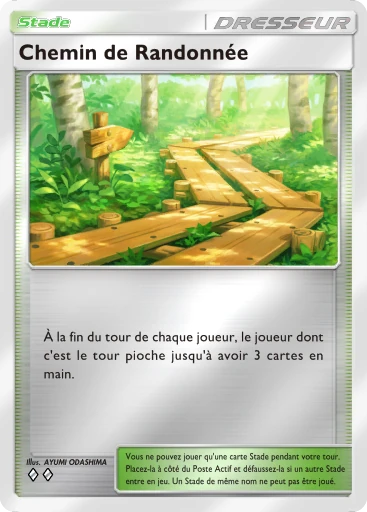 Stade
DRESSEUR
Chemin de Randonnée
À la fin du tour de chaque joueur, le joueur dont
c'est le tour pioche jusqu'à avoir 3 cartes en
main.
Illus. AYUMI ODASHIMA
Vous ne pouvez jouer qu'une carte Stade pendant votre tour.
Placez-la à côté du Poste Actif et défaussez-la si un autre Stade
entre en jeu. Un Stade de même nom ne peut pas être joué.